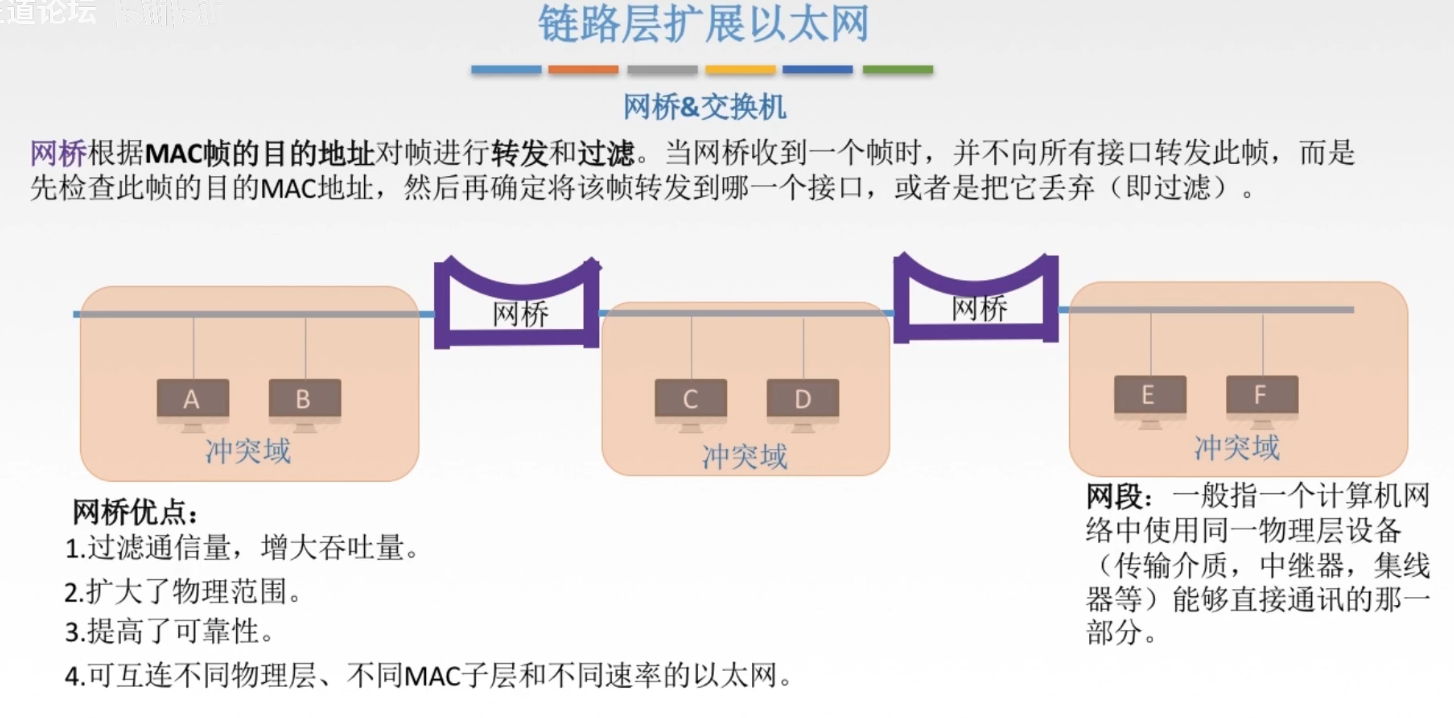 道论坛
链路层扩展以太网
网桥&交换机
网桥根据MAC帧的目的地址对帧进行转发和过滤。当网桥收到一个帧时，并不向所有接口转发此帧，而是
先检查此帧的目的MAC地址，然后再确定将该帧转发到哪一个接口，或者是把它丢弃（即过滤）。
网桥
网桥
A
B
冲突域
C
D
冲突域
E
F
冲突域
网桥优点：
1.过滤通信量，增大吞吐量。
2.扩大了物理范围。
3.提高了可靠性。
4.可互连不同物理层、不同MAC子层和不同速率的以太网。
网段：一般指一个计算机网
络中使用同一物理层设备
（传输介质，中继器，集线
器等）能够直接通讯的那一
部分。